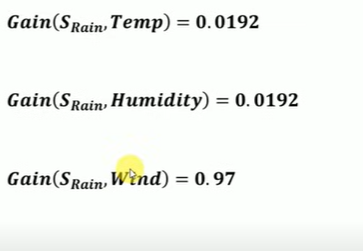 Gain(S_Rain, Temp) = 0.0192
Gain(S_Rain, Humidity) = 0.0192
Gain(S_Rain, Wind) = 0.97